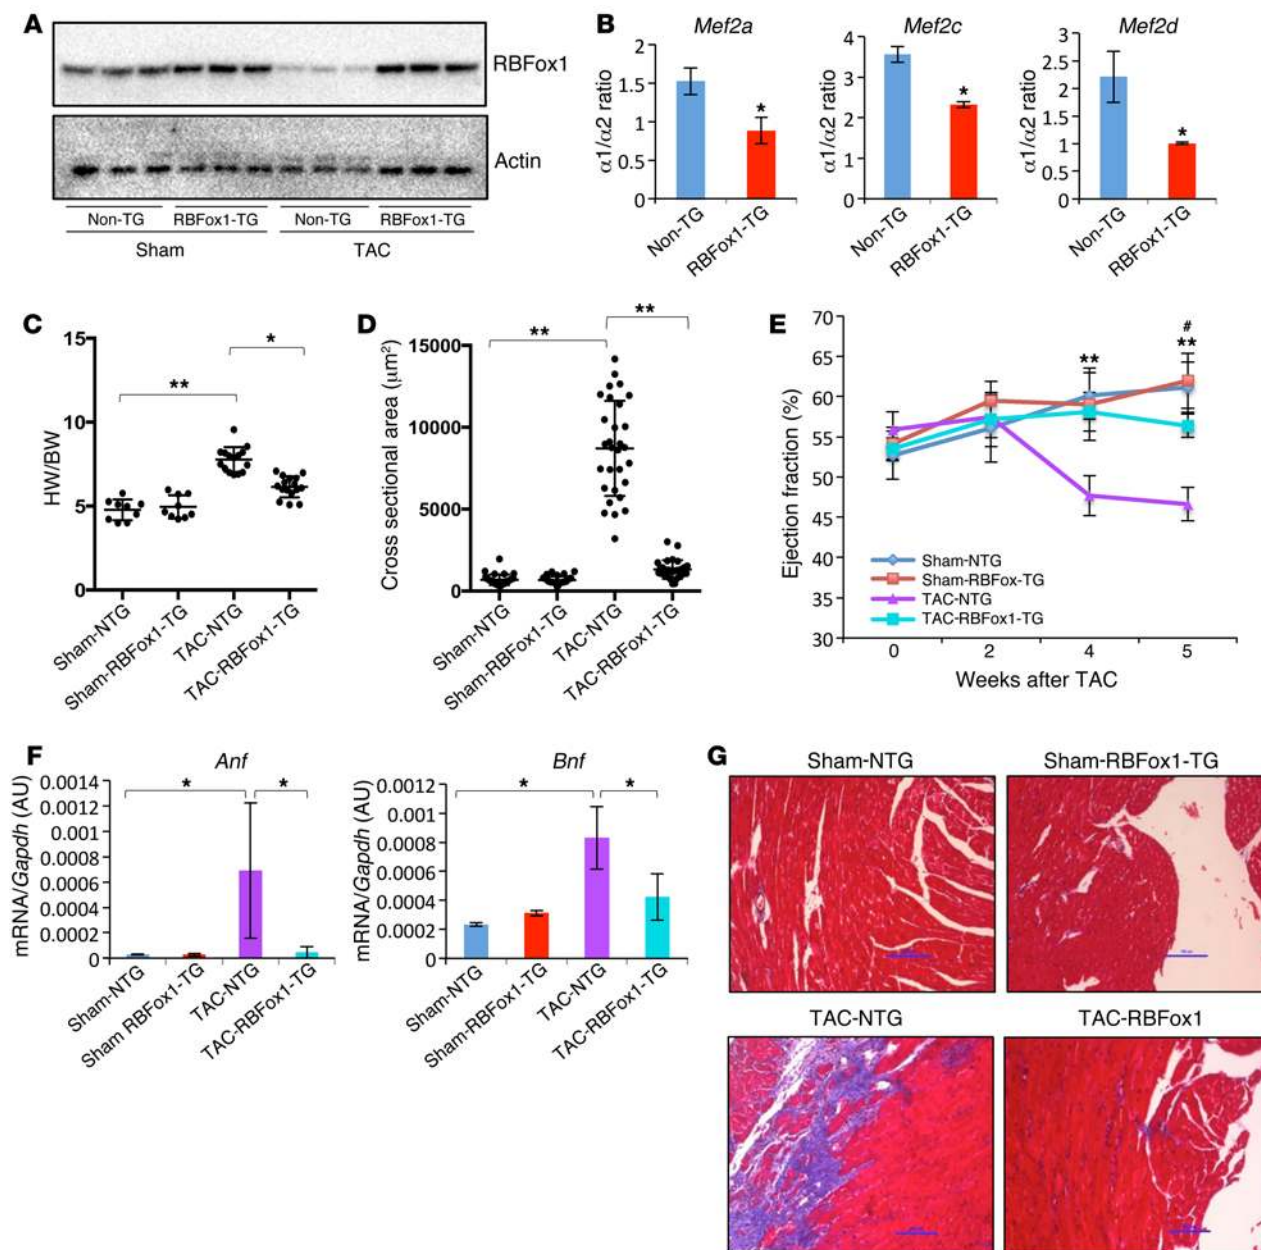 A
RBFox1
Actin
Non-TG RBFox1-TG Non-TG RBFox1-TG
Sham TAC
B
Mef2a
α1/α2 ratio
2
1.5
1
0.5
0
*
Non-TG
RBFox1-TG
Mef2c
α1/α2 ratio
4
3
2
1
0
*
Non-TG
RBFox1-TG
Mef2d
α1/α2 ratio
3
2.5
2
1.5
1
0.5
0
*
Non-TG
RBFox1-TG
C
HW/BW
15
10
5
0
**
*
Sham-NTG
Sham-RBFox1-TG
TAC-NTG
TAC-RBFox1-TG
D
Cross sectional area (μm²)
15000
10000
5000
0
**
**
Sham-NTG
Sham-RBFox1-TG
TAC-NTG
TAC-RBFox1-TG
E
Ejection fraction (%)
70
65
60
55
50
45
40
35
30
**
#
**
Sham-NTG
Sham-RBFox-TG
TAC-NTG
TAC-RBFox1-TG
0 2 4 5
Weeks after TAC
F
Anf
mRNA/Gapdh (AU)
0.0014
0.0012
0.001
0.0008
0.0006
0.0004
0.0002
0
*
*
Sham-NTG
Sham RBFox1-TG
TAC-NTG
TAC-RBFox1-TG
Bnf
mRNA/Gapdh (AU)
0.0012
0.001
0.0008
0.0006
0.0004
0.0002
0
*
*
Sham-NTG
Sham-RBFox1-TG
TAC-NTG
TAC-RBFox1-TG
G
Sham-NTG
Sham-RBFox1-TG
TAC-NTG
TAC-RBFox1